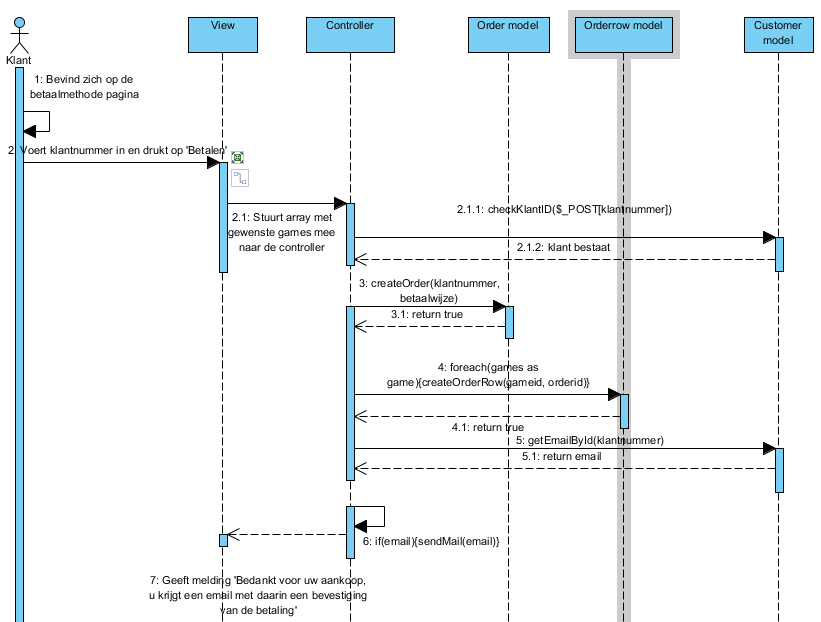 View
Controller
Order model
Orderrow model
Customer
model
Klant
1: Bevind zich op de
betaalmethode pagina
2: Voert klantnummer in en drukt op 'Betalen'
2.1: Stuurt array met
gewenste games mee
naar de controller
2.1.1: checkKlantID($_POST[klantnummer])
2.1.2: klant bestaat
3: createOrder(klantnummer,
betaalwijze)
3.1: return true
4: foreach(games as
game){createOrderRow(gameid, orderid)}
4.1: return true
5: getEmailById(klantnummer)
5.1: return email
6: if(email){sendMail(email)}
7: Geeft melding 'Bedankt voor uw aankoop,
u krijgt een email met daarin een bevestiging
van de betaling'